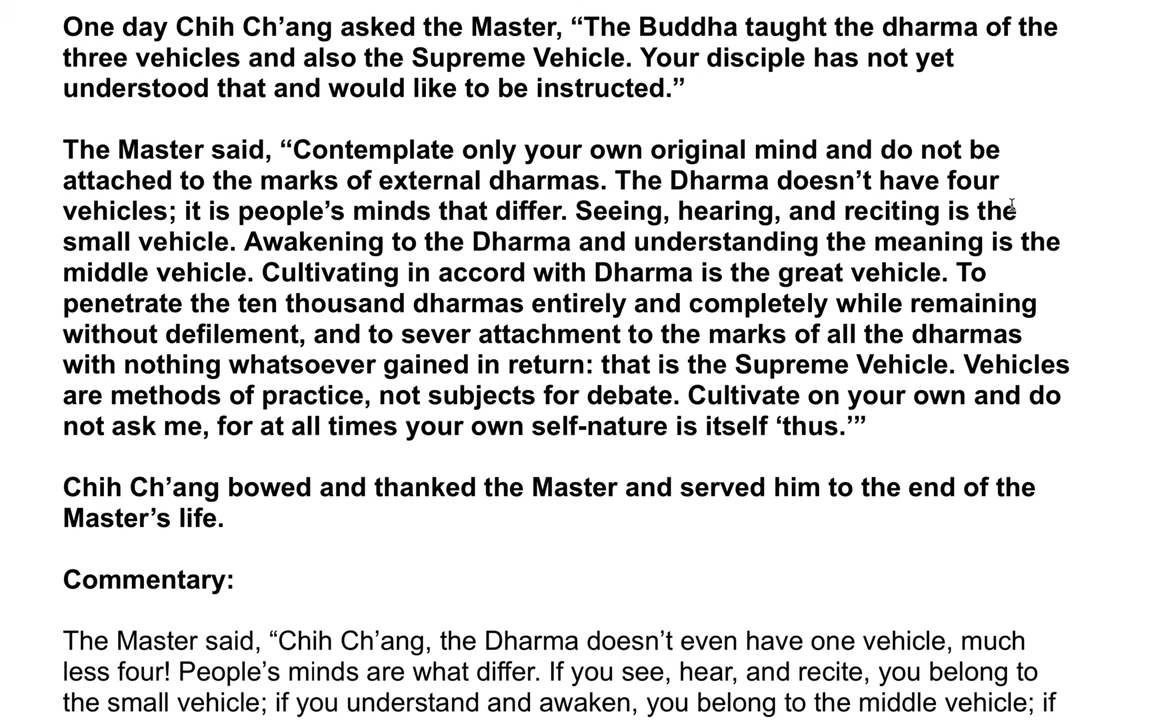 One day Chih Ch’ang asked the Master, “The Buddha taught the dharma of the
three vehicles and also the Supreme Vehicle. Your disciple has not yet
understood that and would like to be instructed.”
The Master said, “Contemplate only your own original mind and do not be
attached to the marks of external dharmas. The Dharma doesn’t have four
vehicles; it is people’s minds that differ. Seeing, hearing, and reciting is the
small vehicle. Awakening to the Dharma and understanding the meaning is the
middle vehicle. Cultivating in accord with Dharma is the great vehicle. To
penetrate the ten thousand dharmas entirely and completely while remaining
without defilement, and to sever attachment to the marks of all the dharmas
with nothing whatsoever gained in return: that is the Supreme Vehicle. Vehicles
are methods of practice, not subjects for debate. Cultivate on your own and do
not ask me, for at all times your own self-nature is itself ‘thus.’”
Chih Ch’ang bowed and thanked the Master and served him to the end of the
Master’s life.
Commentary:
The Master said, “Chih Ch’ang, the Dharma doesn’t even have one vehicle, much
less four! People’s minds are what differ. If you see, hear, and recite, you belong to
the small vehicle; if you understand and awaken, you belong to the middle vehicle; if